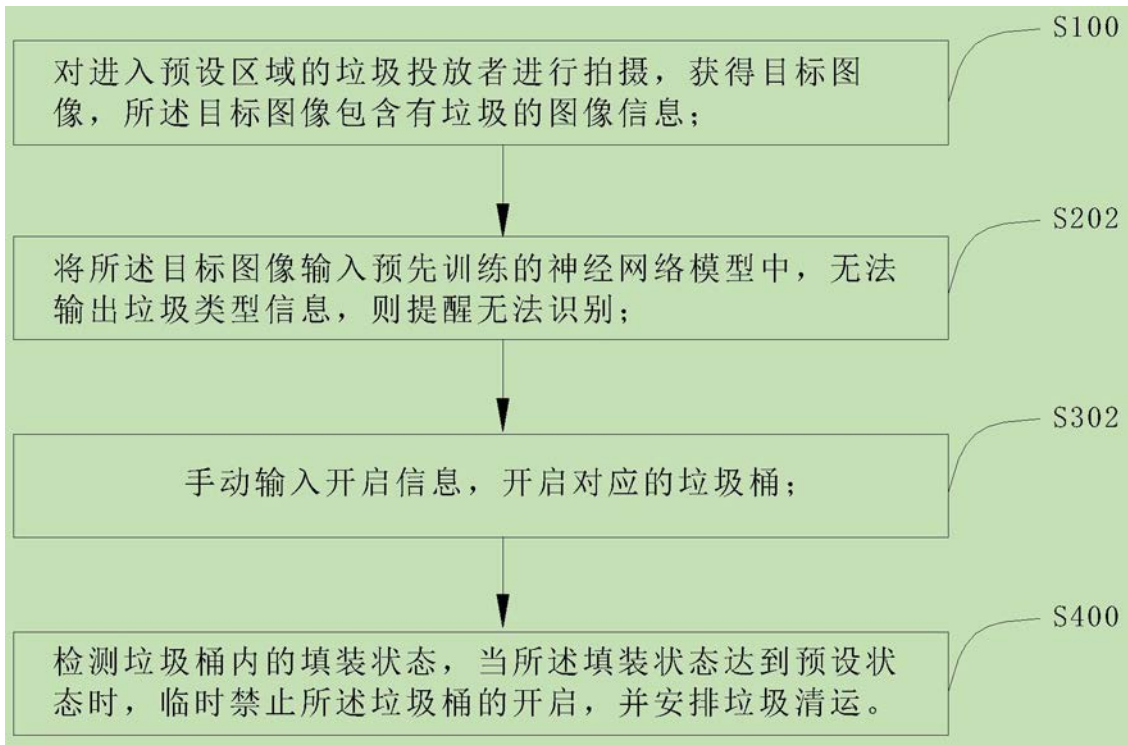 S100
对进入预设区域的垃圾投放者进行拍摄，获得目标图
像，所述目标图像包含有垃圾的图像信息；
S202
将所述目标图像输入预先训练的神经网络模型中，无法
输出垃圾类型信息，则提醒无法识别；
S302
手动输入开启信息，开启对应的垃圾桶；
S400
检测垃圾桶内的填装状态，当所述填装状态达到预设状
态时，临时禁止所述垃圾桶的开启，并安排垃圾清运。